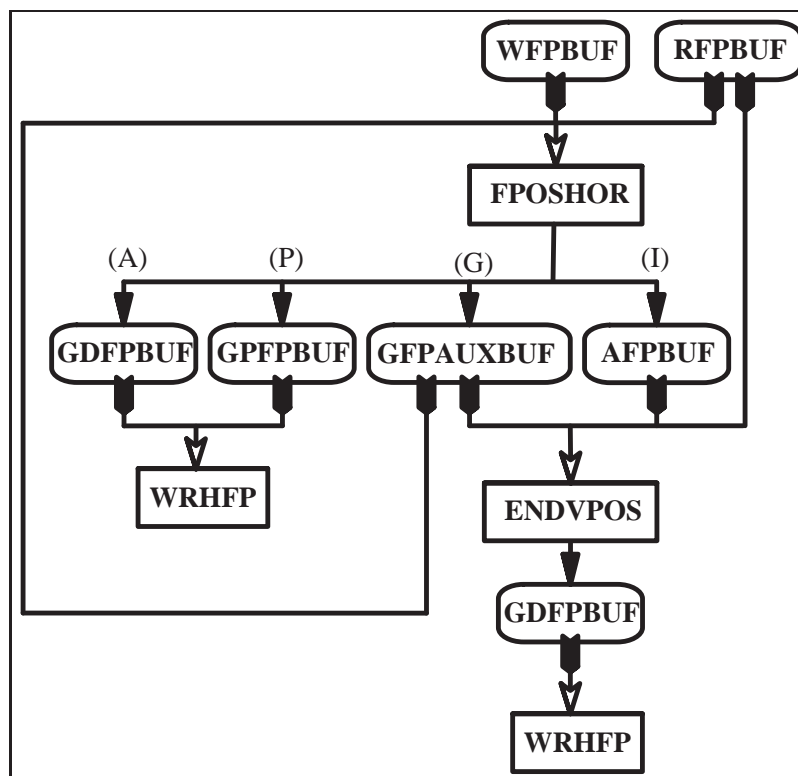 WFPBUF
RFPBUF
FPOSHOR
(A)
(P)
(G)
(I)
GDFPBUF
GPFPBUF
GFPAUXBUF
AFPBUF
WRHFP
ENDVPOS
GDFPBUF
WRHFP